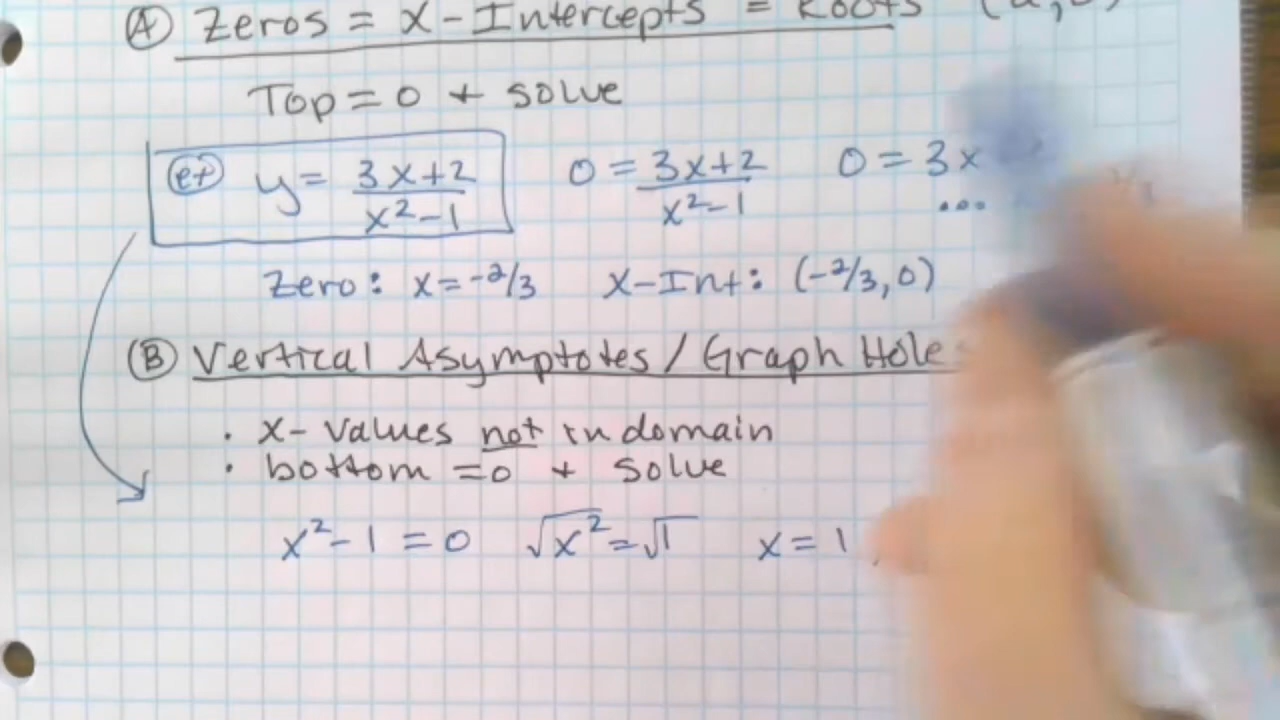 Ⓐ Zeros = X-Intercepts = Roots
Top = 0 + solve
ex y = 3x+2 / x²-1 0 = 3x+2 / x²-1 0 = 3x
...
Zero: x = -2/3 X-Int: (-2/3, 0)
Ⓑ Vertical Asymptotes / Graph Holes
• x-values not in domain
• bottom = 0 + solve
x² - 1 = 0 √x² = √1 x = 1